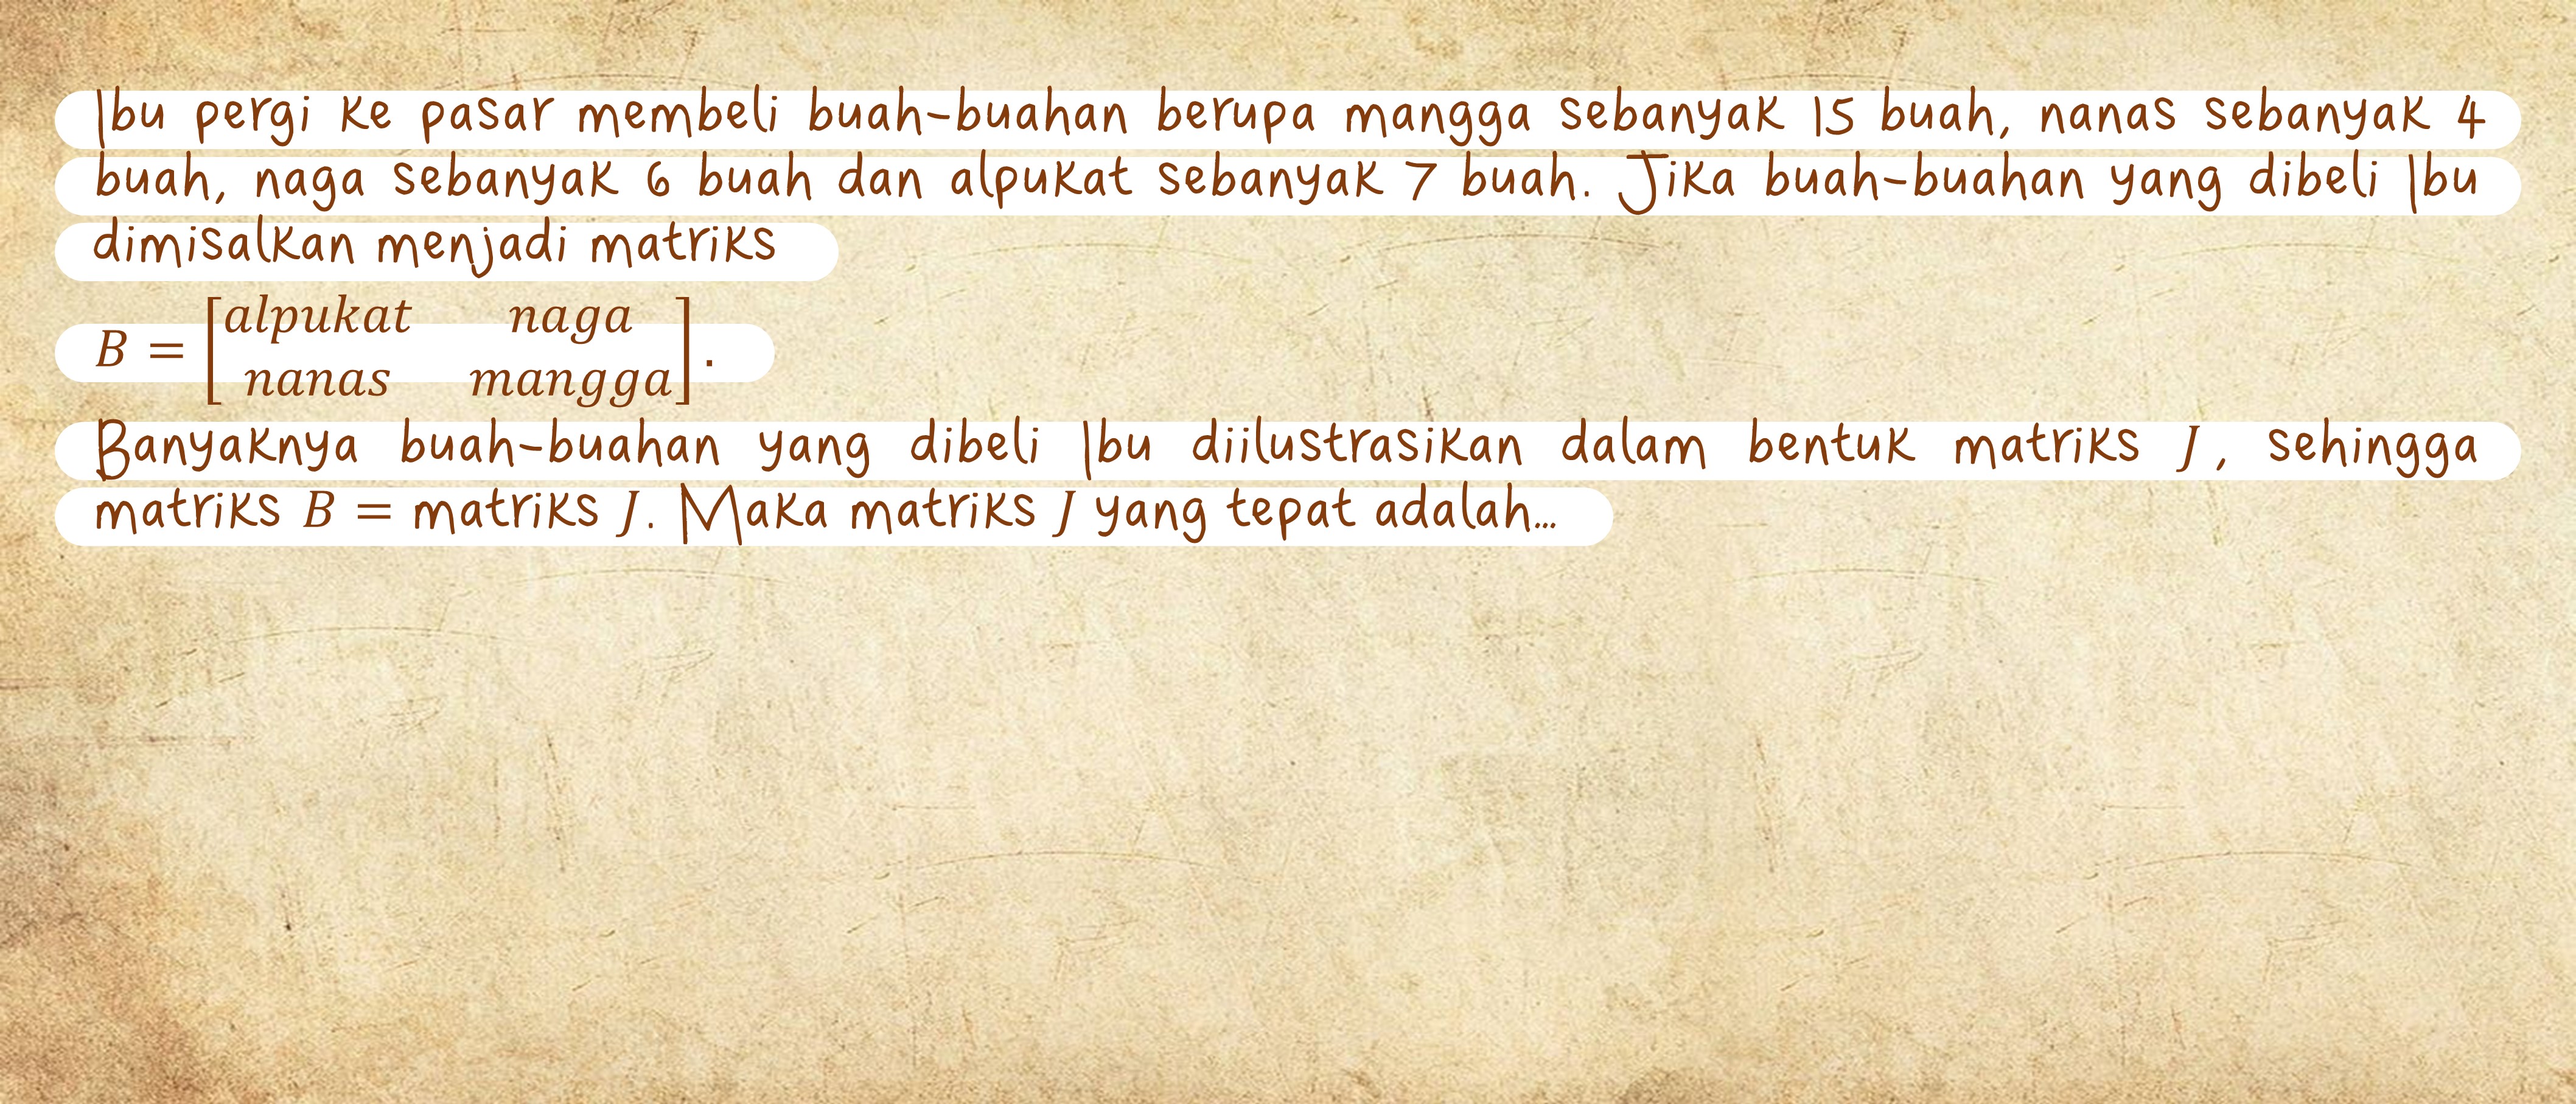 Ibu pergi ke pasar membeli buah-buahan berupa mangga sebanyak 15 buah, nanas sebanyak 4
buah, naga sebanyak 6 buah dan alpukat sebanyak 7 buah. Jika buah-buahan yang dibeli Ibu
dimisalkan menjadi matriks
B = [alpukat naga
nanas mangga] .
Banyaknya buah-buahan yang dibeli Ibu diilustrasikan dalam bentuk matriks J, sehingga
matriks B = matriks J. Maka matriks J yang tepat adalah...